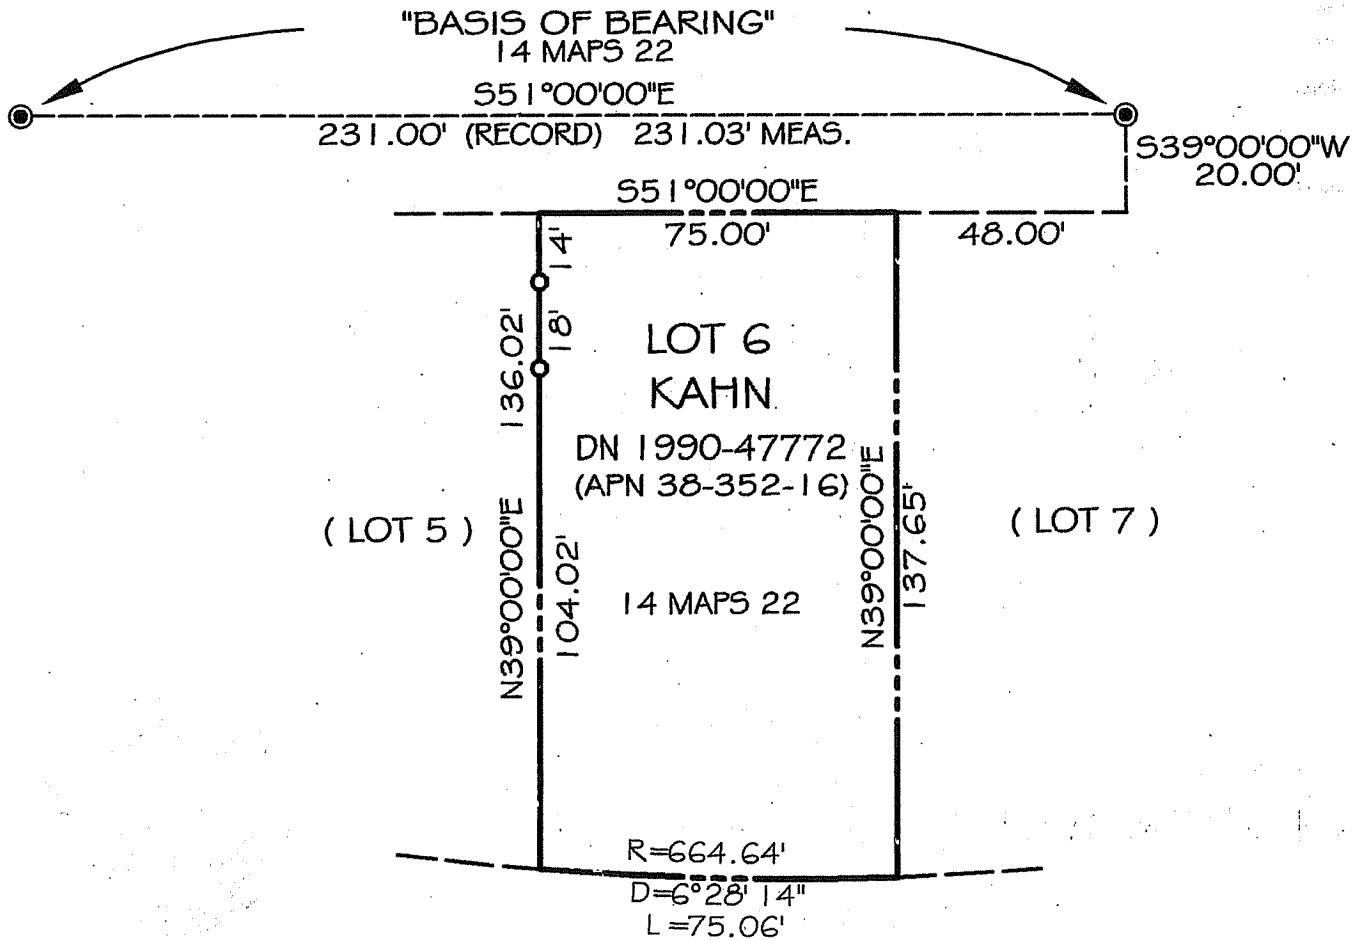 "BASIS OF BEARING"
14 MAPS 22
S51°00'00"E
231.00' (RECORD) 231.03' MEAS.
S39°00'00"W
20.00'
S51°00'00"E
75.00'
48.00'
14'
18'
136.02'
LOT 6
KAHN
DN 1990-47772
(APN 38-352-16)
( LOT 5 )
N39°00'00"E
104.02'
14 MAPS 22
N39°00'00"E
137.65'
( LOT 7 )
R=664.64'
D=6°28'14"
L=75.06'